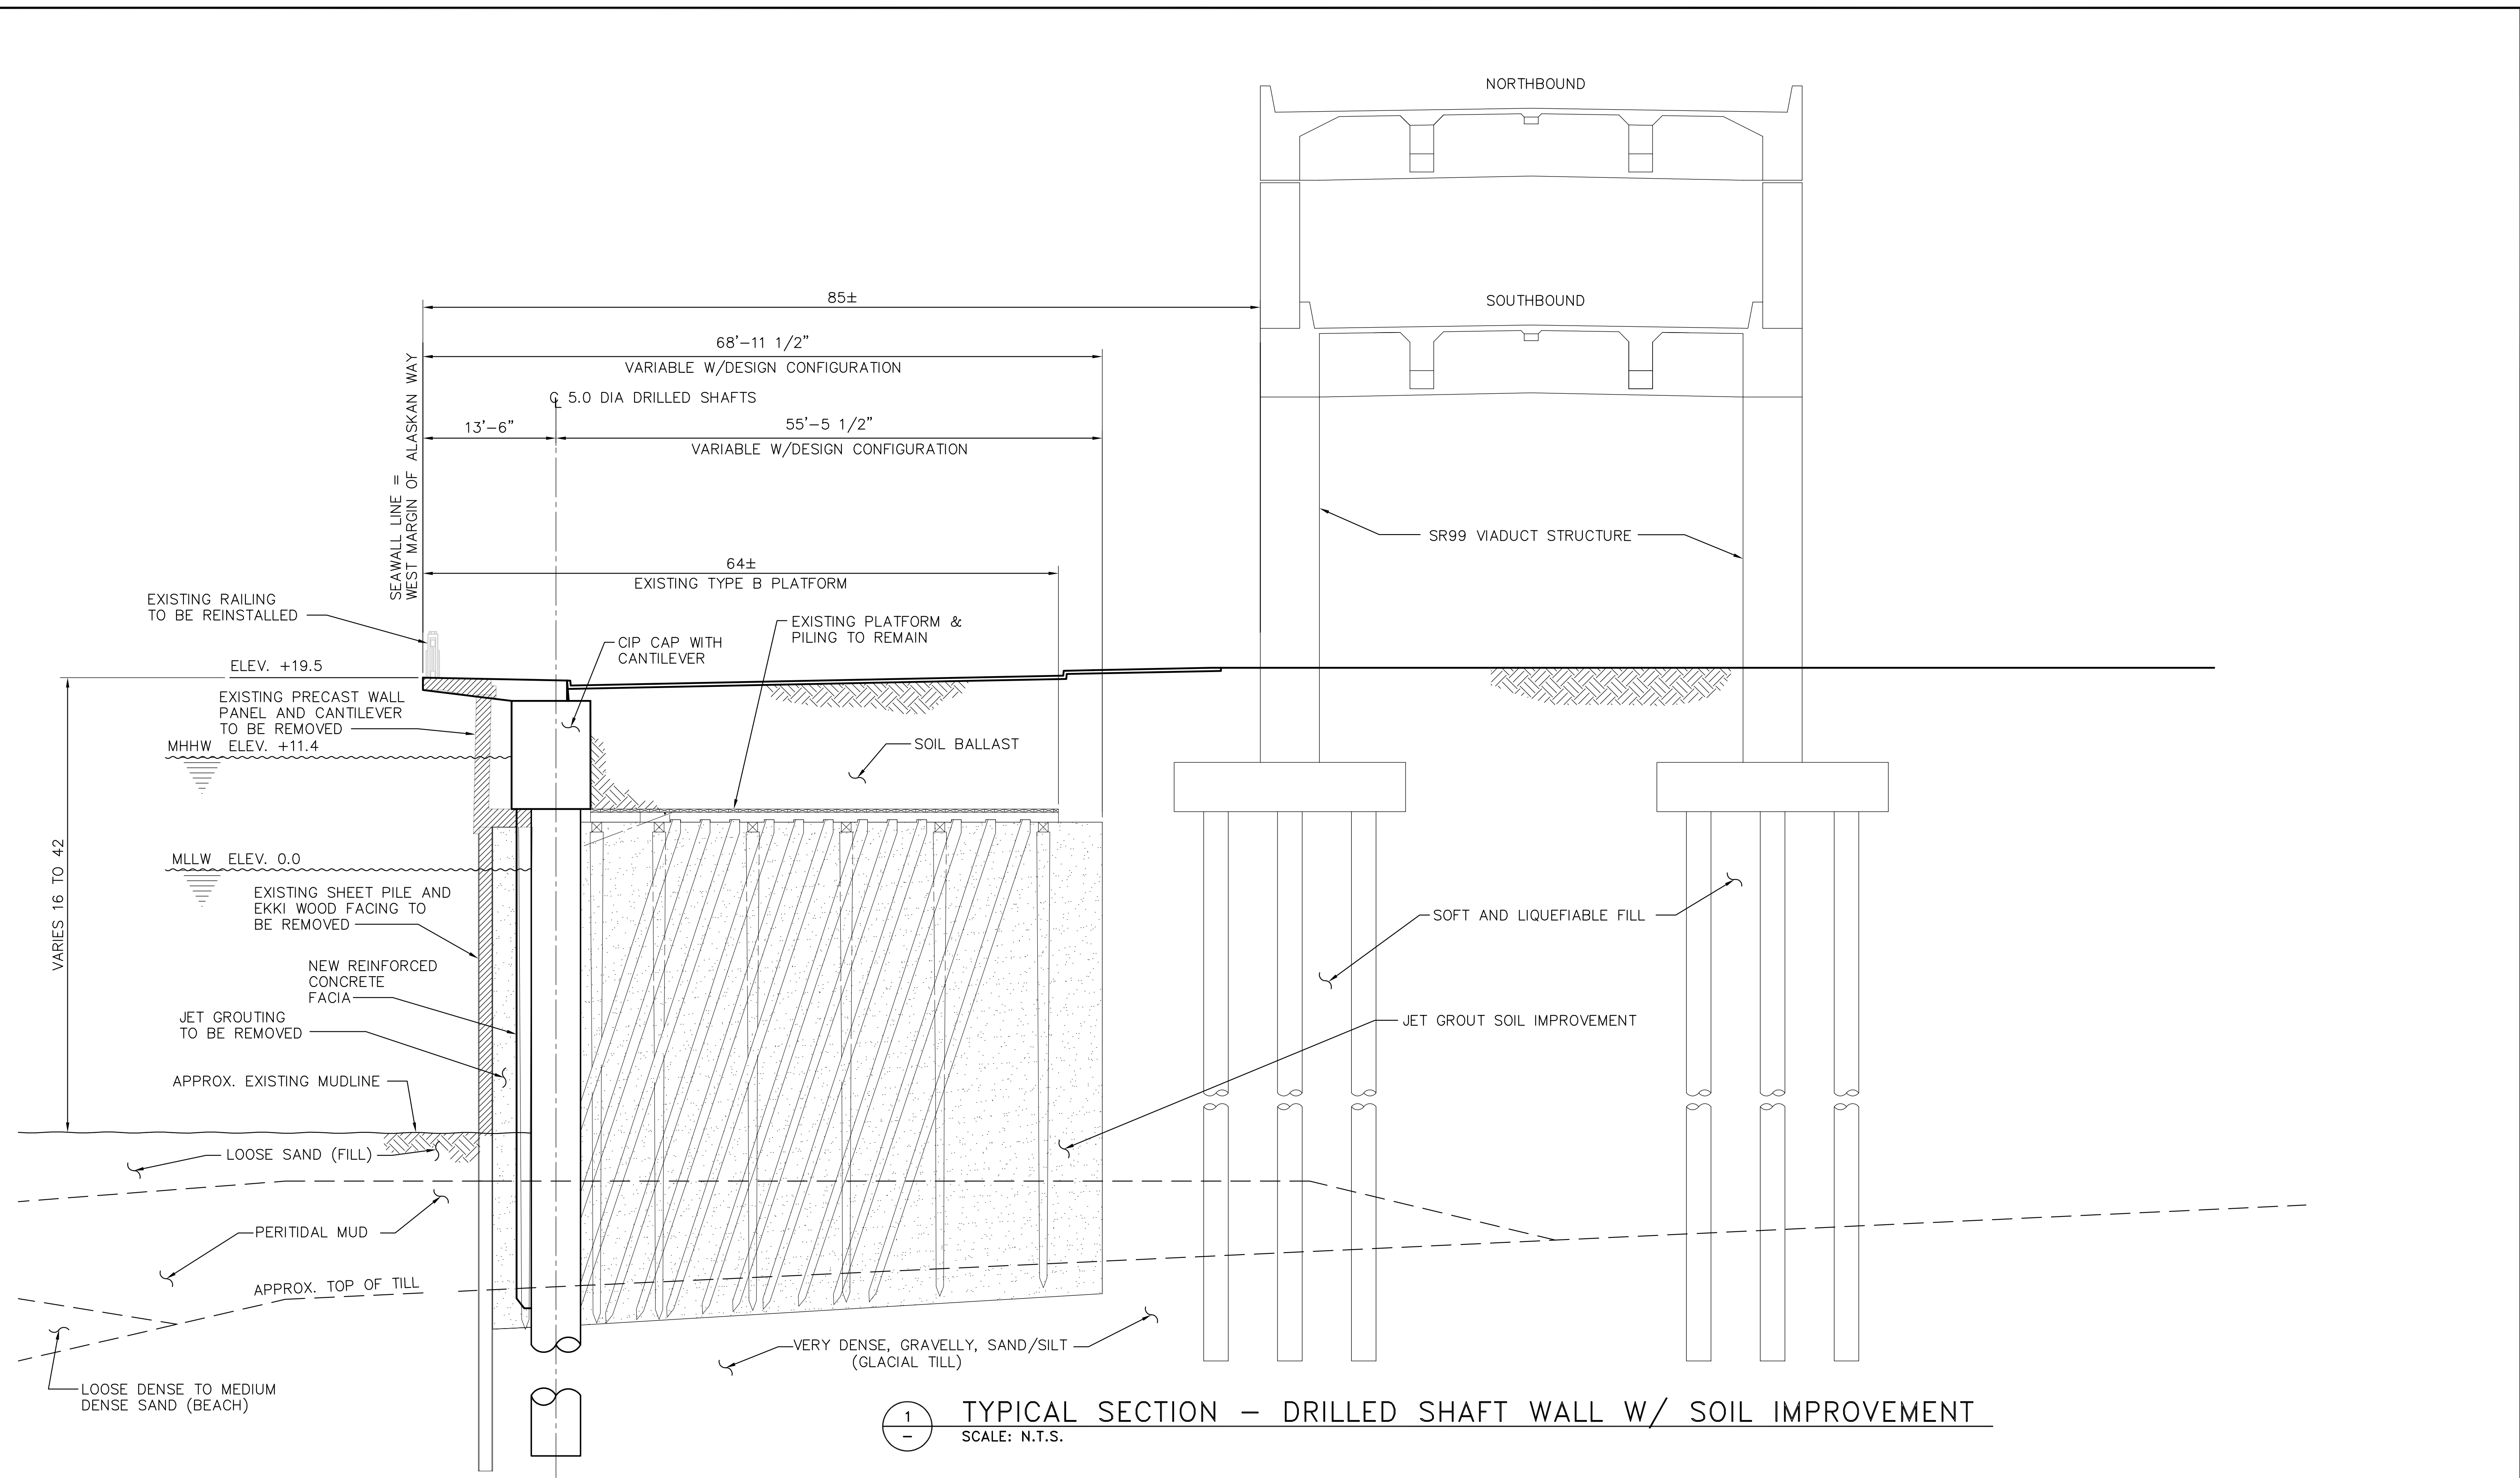 NORTHBOUND
85±
SOUTHBOUND
68'-11 1/2"
VARIABLE W/DESIGN CONFIGURATION
℄ 5.0 DIA DRILLED SHAFTS
13'-6"
55'-5 1/2"
VARIABLE W/DESIGN CONFIGURATION
SEAWALL LINE =
WEST MARGIN OF ALASKAN WAY
SR99 VIADUCT STRUCTURE
64±
EXISTING TYPE B PLATFORM
EXISTING RAILING
TO BE REINSTALLED
EXISTING PLATFORM &
PILING TO REMAIN
CIP CAP WITH
CANTILEVER
ELEV. +19.5
EXISTING PRECAST WALL
PANEL AND CANTILEVER
TO BE REMOVED
MHHW ELEV. +11.4
SOIL BALLAST
VARIES 16 TO 42
MLLW ELEV. 0.0
EXISTING SHEET PILE AND
EKKI WOOD FACING TO
BE REMOVED
SOFT AND LIQUEFIABLE FILL
NEW REINFORCED
CONCRETE
FACIA
JET GROUTING
TO BE REMOVED
JET GROUT SOIL IMPROVEMENT
APPROX. EXISTING MUDLINE
LOOSE SAND (FILL)
PERITIDAL MUD
APPROX. TOP OF TILL
VERY DENSE, GRAVELLY, SAND/SILT
(GLACIAL TILL)
LOOSE DENSE TO MEDIUM
DENSE SAND (BEACH)
1
-
TYPICAL SECTION - DRILLED SHAFT WALL W/ SOIL IMPROVEMENT
SCALE: N.T.S.